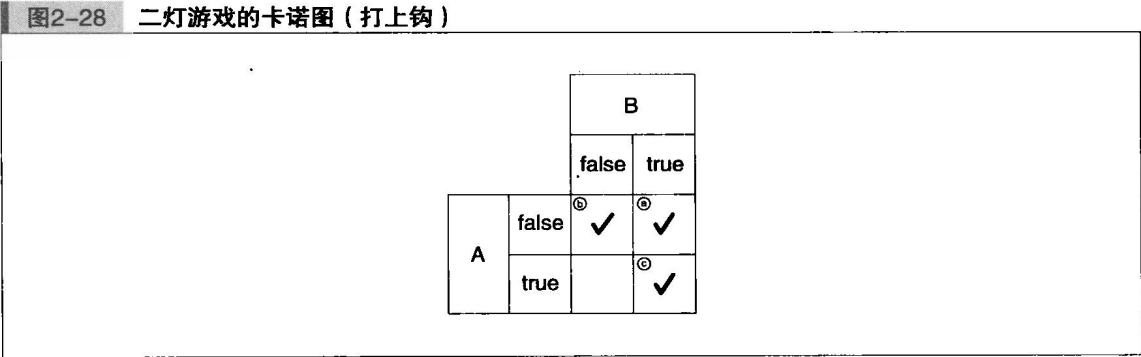 图2-28 二灯游戏的卡诺图（打上钩）
B
false true
A
false ⓑ ✓ ⓐ ✓
true ⓒ ✓